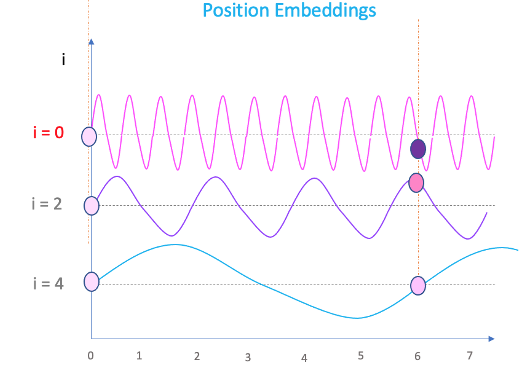 Position Embeddings
i
i = 0
i = 2
i = 4
0 1 2 3 4 5 6 7